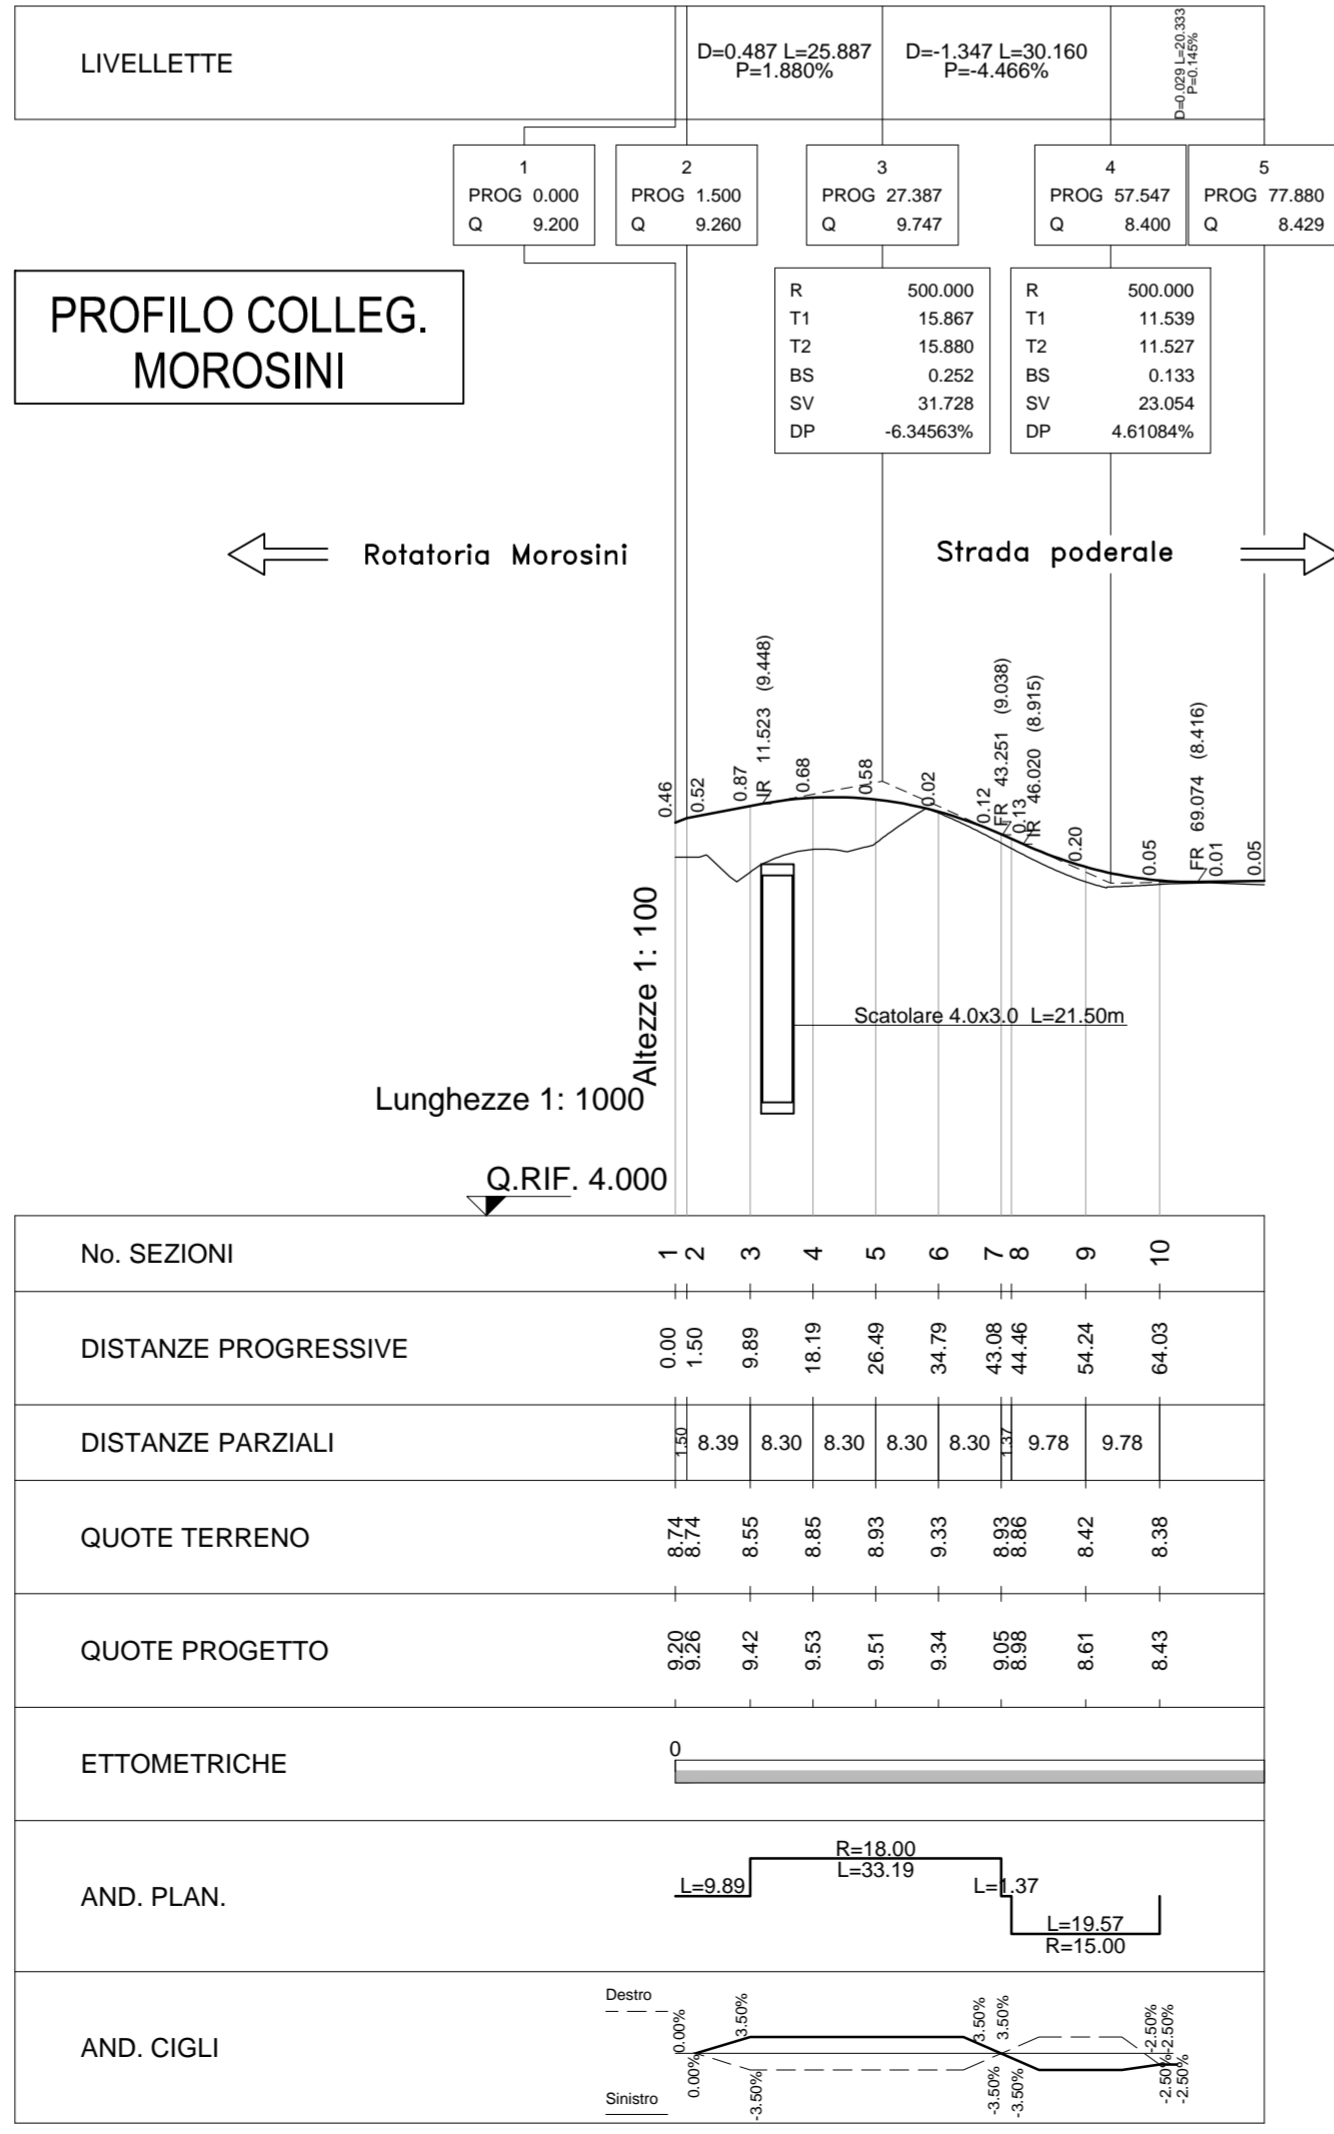 LIVELLETTE
D=0.487 L=25.887
P=1.880%
D=-1.347 L=30.160
P=-4.466%
D=0.029 L=20.333
P=0.145%
1
PROG 0.000
Q 9.200
2
PROG 1.500
Q 9.260
3
PROG 27.387
Q 9.747
4
PROG 57.547
Q 8.400
5
PROG 77.880
Q 8.429
PROFILO COLLEG.
MOROSINI
R 500.000
T1 15.867
T2 15.880
BS 0.252
SV 31.728
DP -6.34563%
R 500.000
T1 11.539
T2 11.527
BS 0.133
SV 23.054
DP 4.61084%
Rotatoria Morosini
Strada poderale
0.46
0.52
0.87
IR 11.523 (9.448)
0.68
0.58
0.02
0.12
FR 43.251 (9.038)
0.13
IR 46.020 (8.915)
0.20
0.05
FR 69.074 (8.416)
0.01
0.05
Altezze 1: 100
Scatolare 4.0x3.0 L=21.50m
Lunghezze 1: 1000
Q.RIF. 4.000
No. SEZIONI
1 2 3 4 5 6 7 8 9 10
DISTANZE PROGRESSIVE
0.00 1.50 9.89 18.19 26.49 34.79 43.08 44.46 54.24 64.03
DISTANZE PARZIALI
1.50 8.39 8.30 8.30 8.30 8.30 1.37 9.78 9.78
QUOTE TERRENO
8.74 8.74 8.55 8.85 8.93 9.33 8.93 8.86 8.42 8.38
QUOTE PROGETTO
9.20 9.26 9.42 9.53 9.51 9.34 9.05 8.98 8.61 8.43
ETTOMETRICHE
0
AND. PLAN.
L=9.89
R=18.00
L=33.19
L=1.37
L=19.57
R=15.00
AND. CIGLI
Destro
Sinistro
0.00%
0.00%
3.50%
-3.50%
3.50%
3.50%
-3.50%
-3.50%
-2.50%
-2.50%
-2.50%
-2.50%